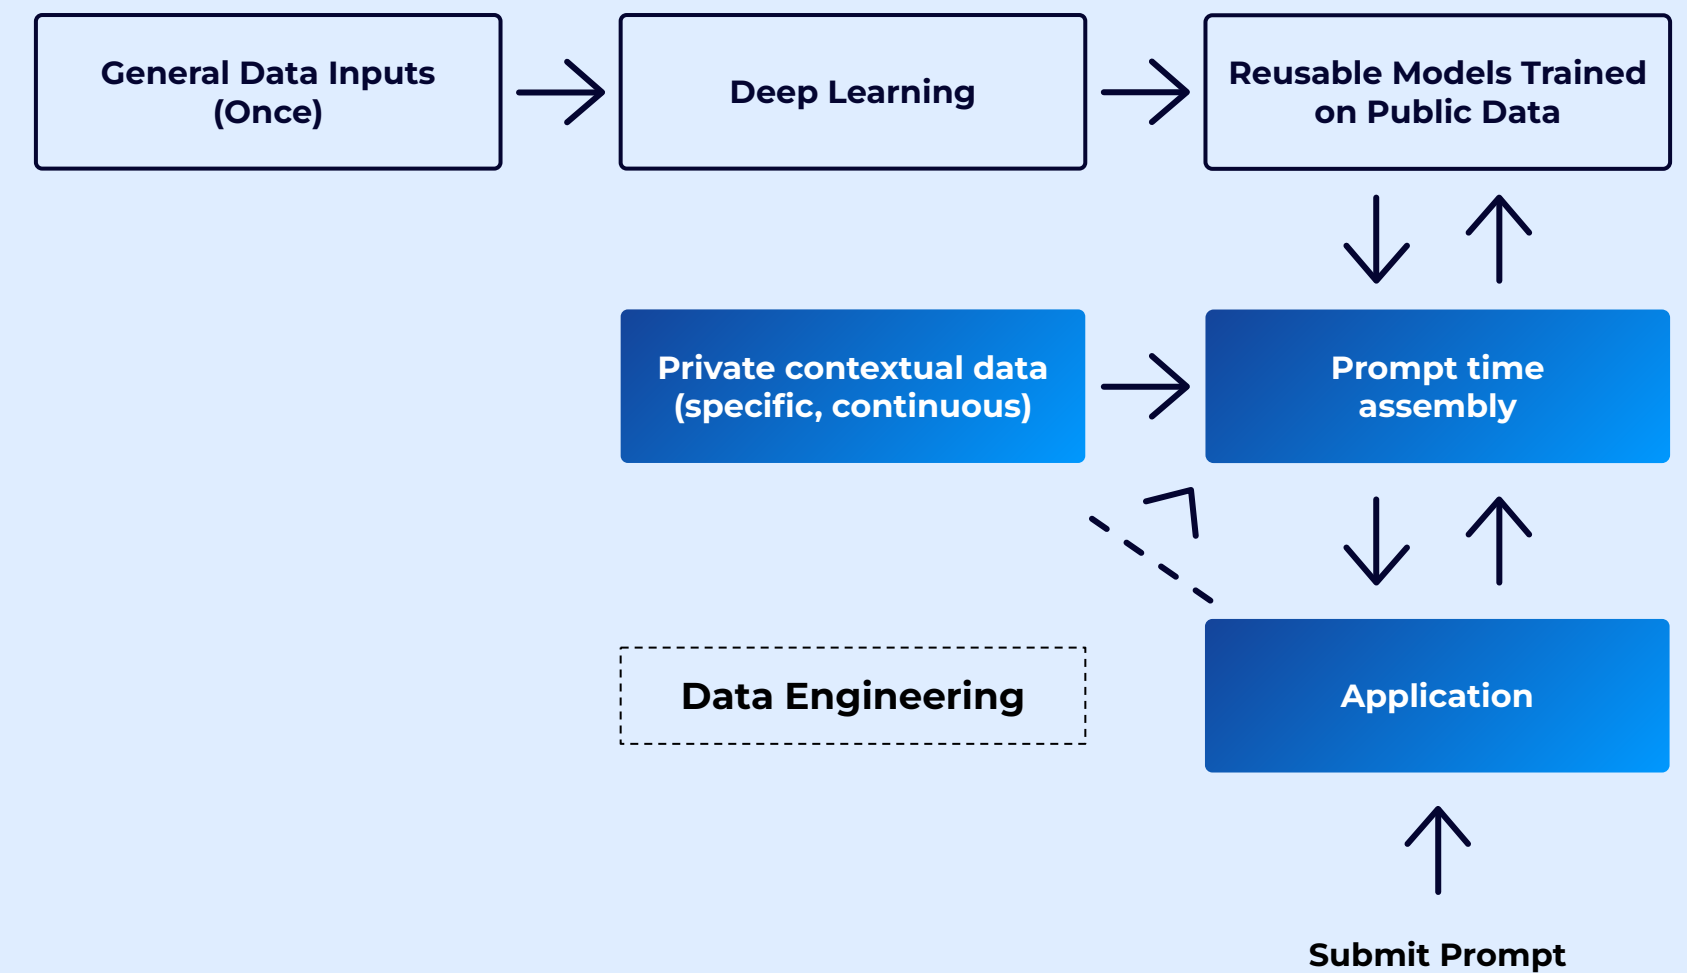 General Data Inputs
(Once)
Deep Learning
Reusable Models Trained
on Public Data
Private contextual data
(specific, continuous)
Prompt time
assembly
Data Engineering
Application
Submit Prompt